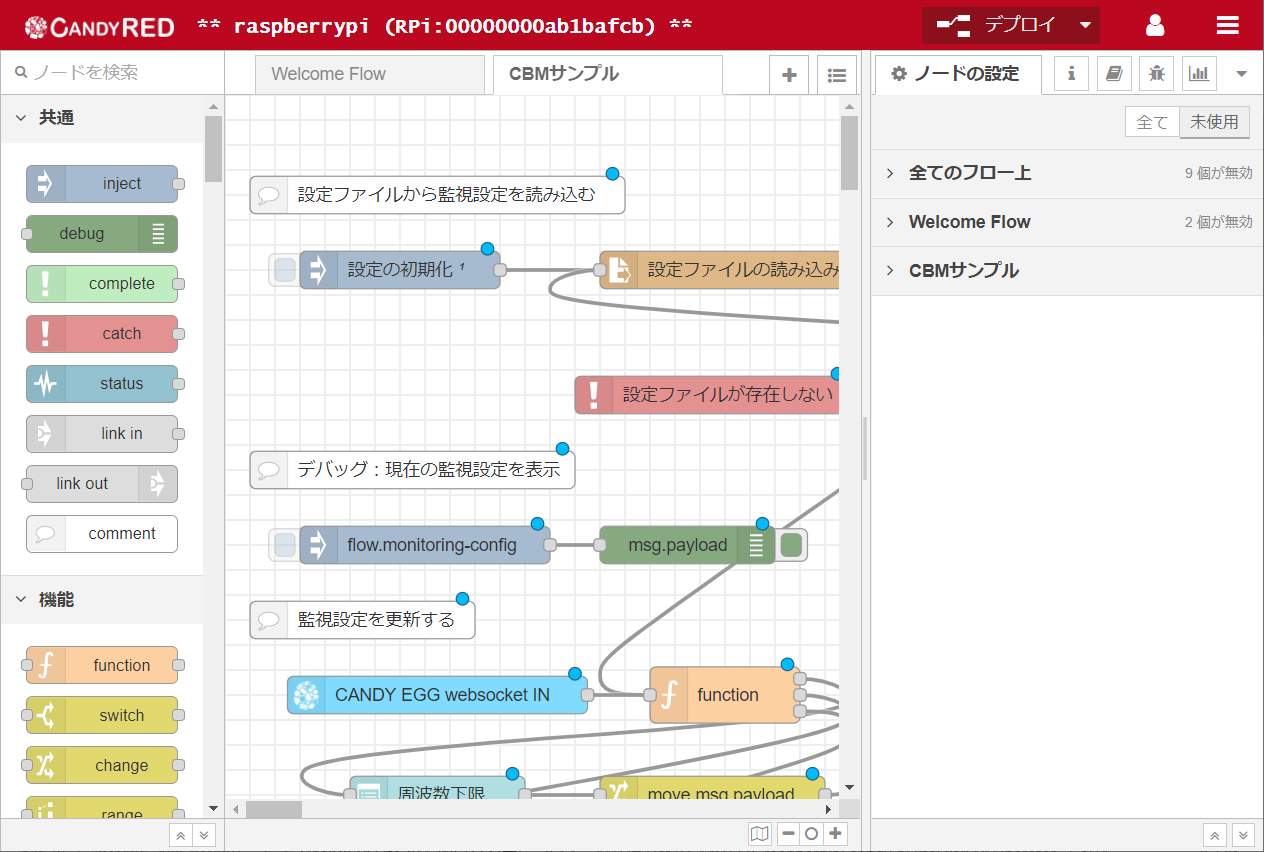 CANDYRED ** raspberrypi (RPi:00000000ab1bafcb) ** デプロイ
ノードを検索
Welcome Flow
CBMサンプル
ノードの設定
全て
未使用
共通
inject
debug
complete
catch
status
link in
link out
comment
機能
function
switch
change
range
設定ファイルから監視設定を読み込む
設定の初期化 ¹
設定ファイルの読み込み
設定ファイルが存在しない
デバッグ：現在の監視設定を表示
flow.monitoring-config
msg.payload
監視設定を更新する
CANDY EGG websocket IN
function
周波数下限
move msg.payload
全てのフロー上 9 個が無効
Welcome Flow 2 個が無効
CBMサンプル